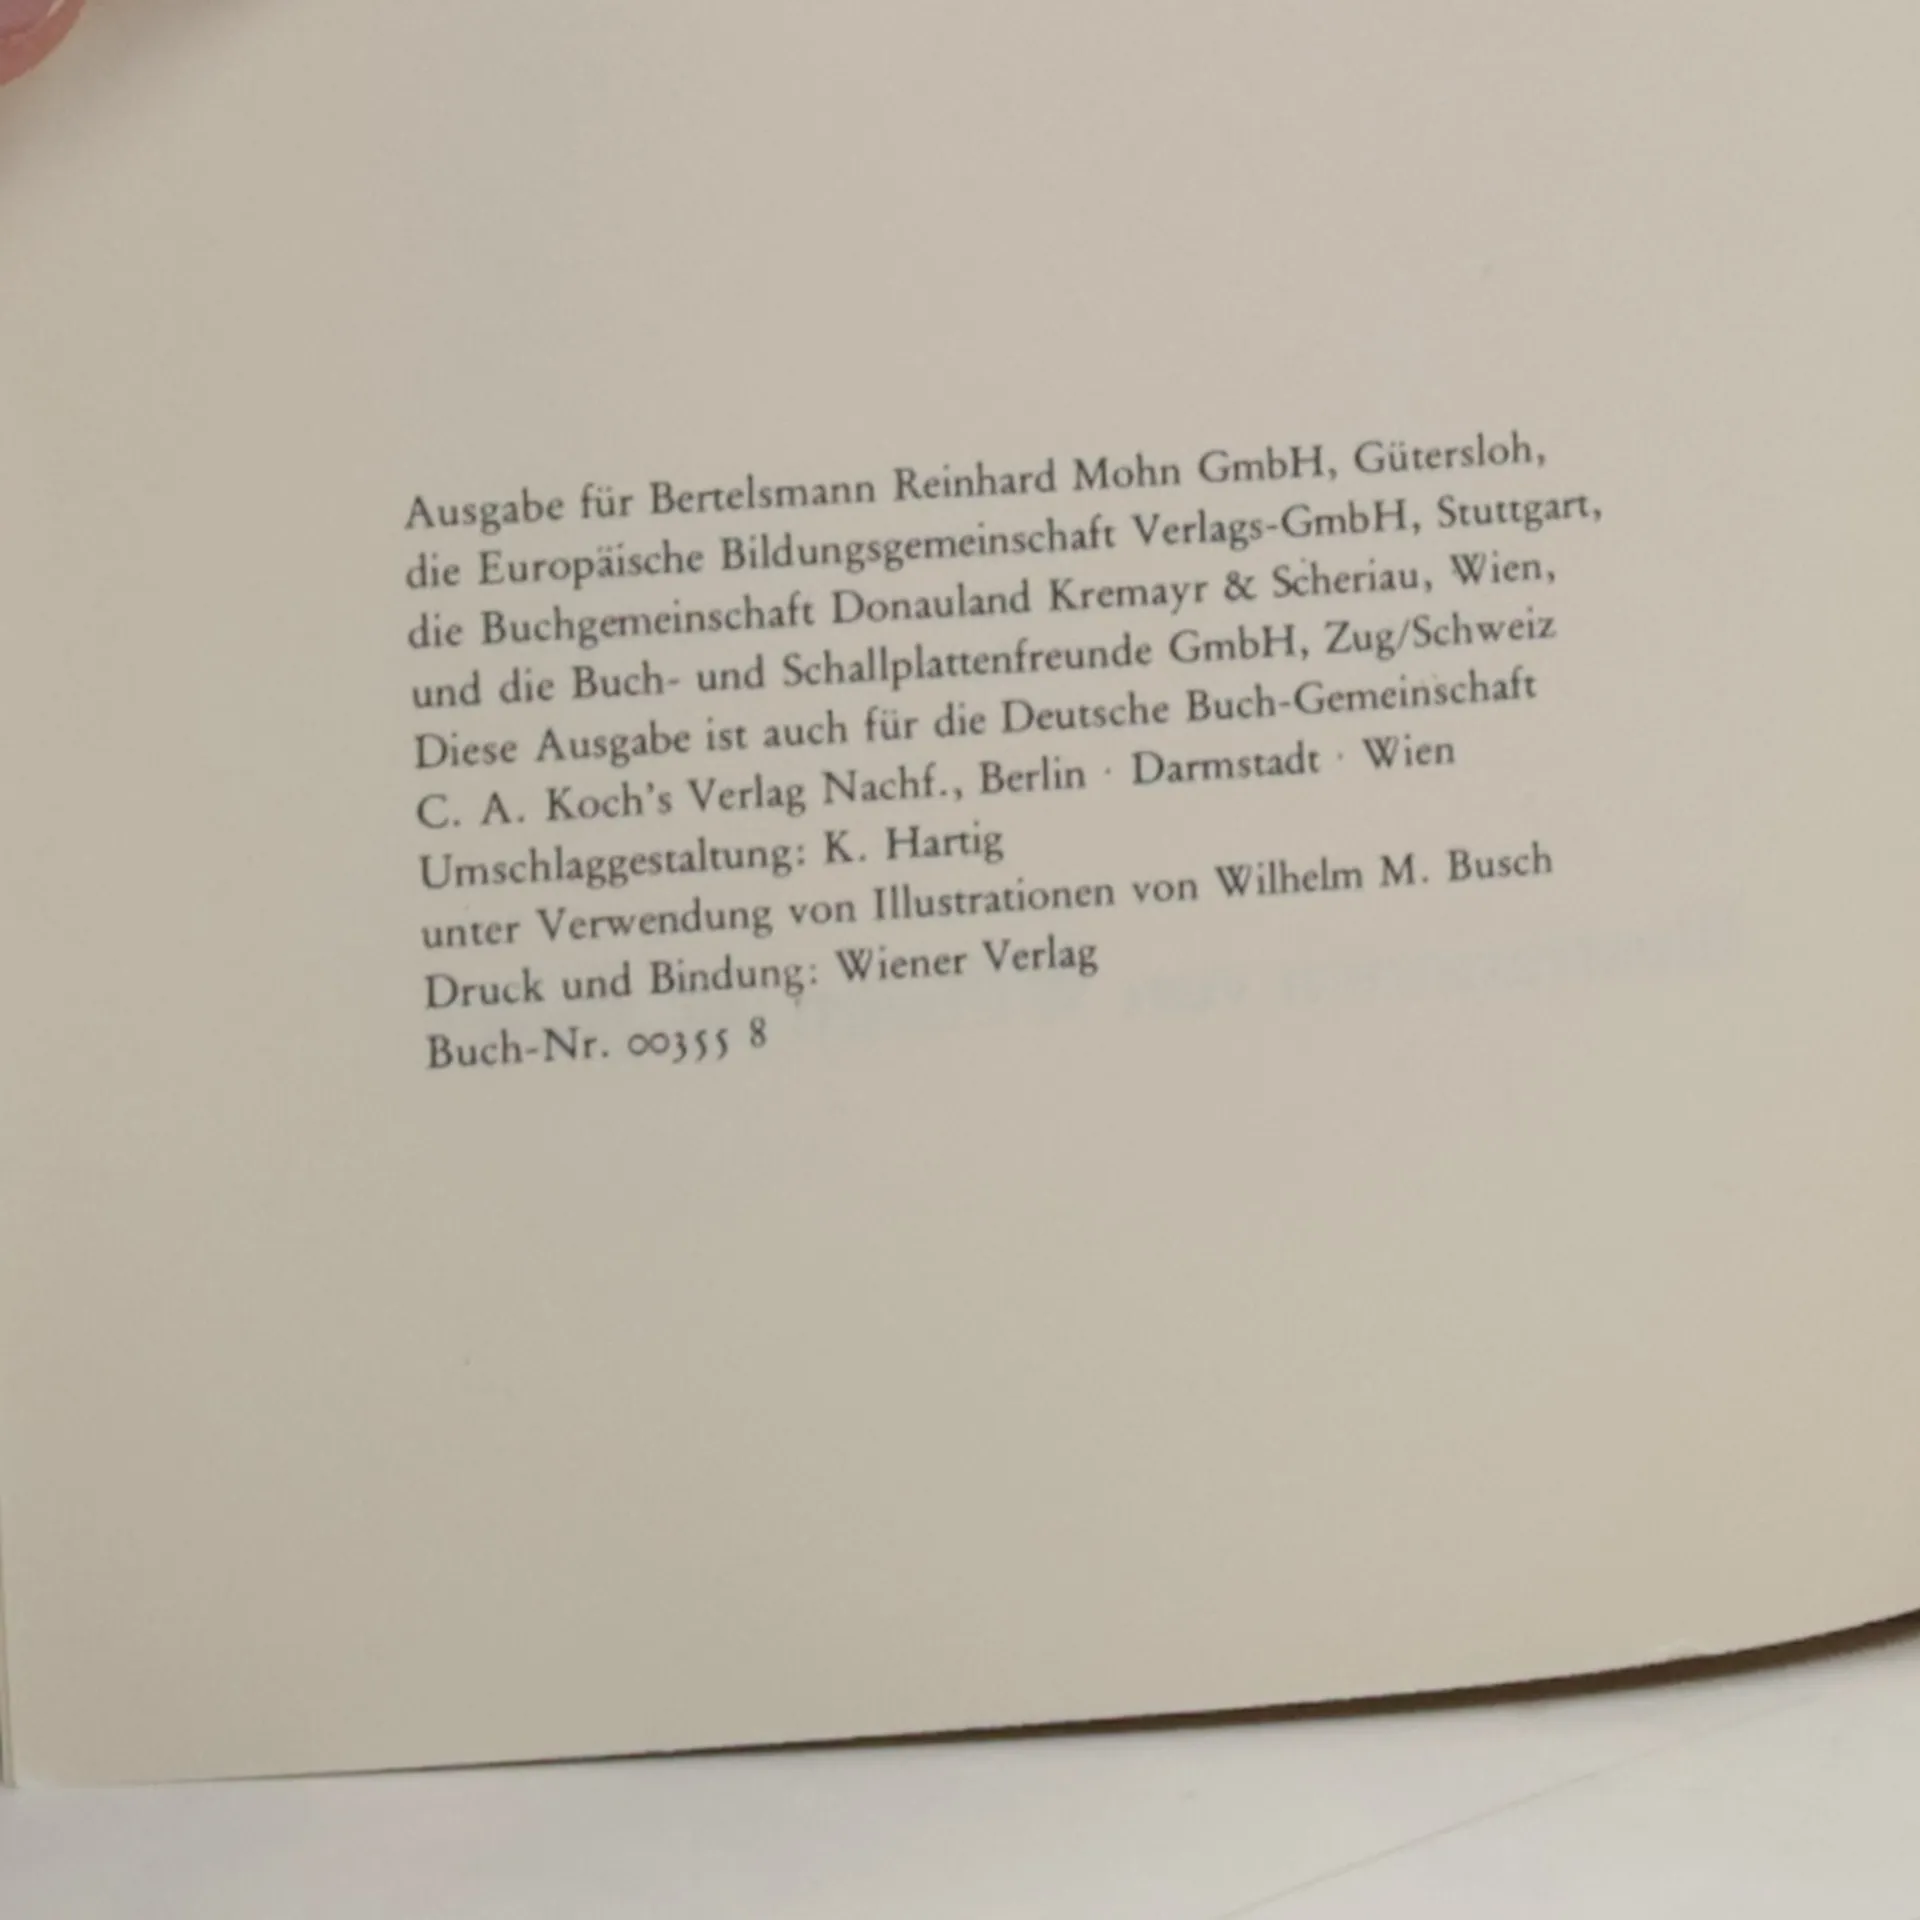 Ausgabe für Bertelsmann Reinhard Mohn GmbH, Gütersloh,
die Europäische Bildungsgemeinschaft Verlags-GmbH, Stuttgart,
die Buchgemeinschaft Donauland Kremayr & Scheriau, Wien,
und die Buch- und Schallplattenfreunde GmbH, Zug/Schweiz
Diese Ausgabe ist auch für die Deutsche Buch-Gemeinschaft
C. A. Koch's Verlag Nachf., Berlin · Darmstadt · Wien
Umschlaggestaltung: K. Hartig
unter Verwendung von Illustrationen von Wilhelm M. Busch
Druck und Bindung: Wiener Verlag
Buch-Nr. 00355 8